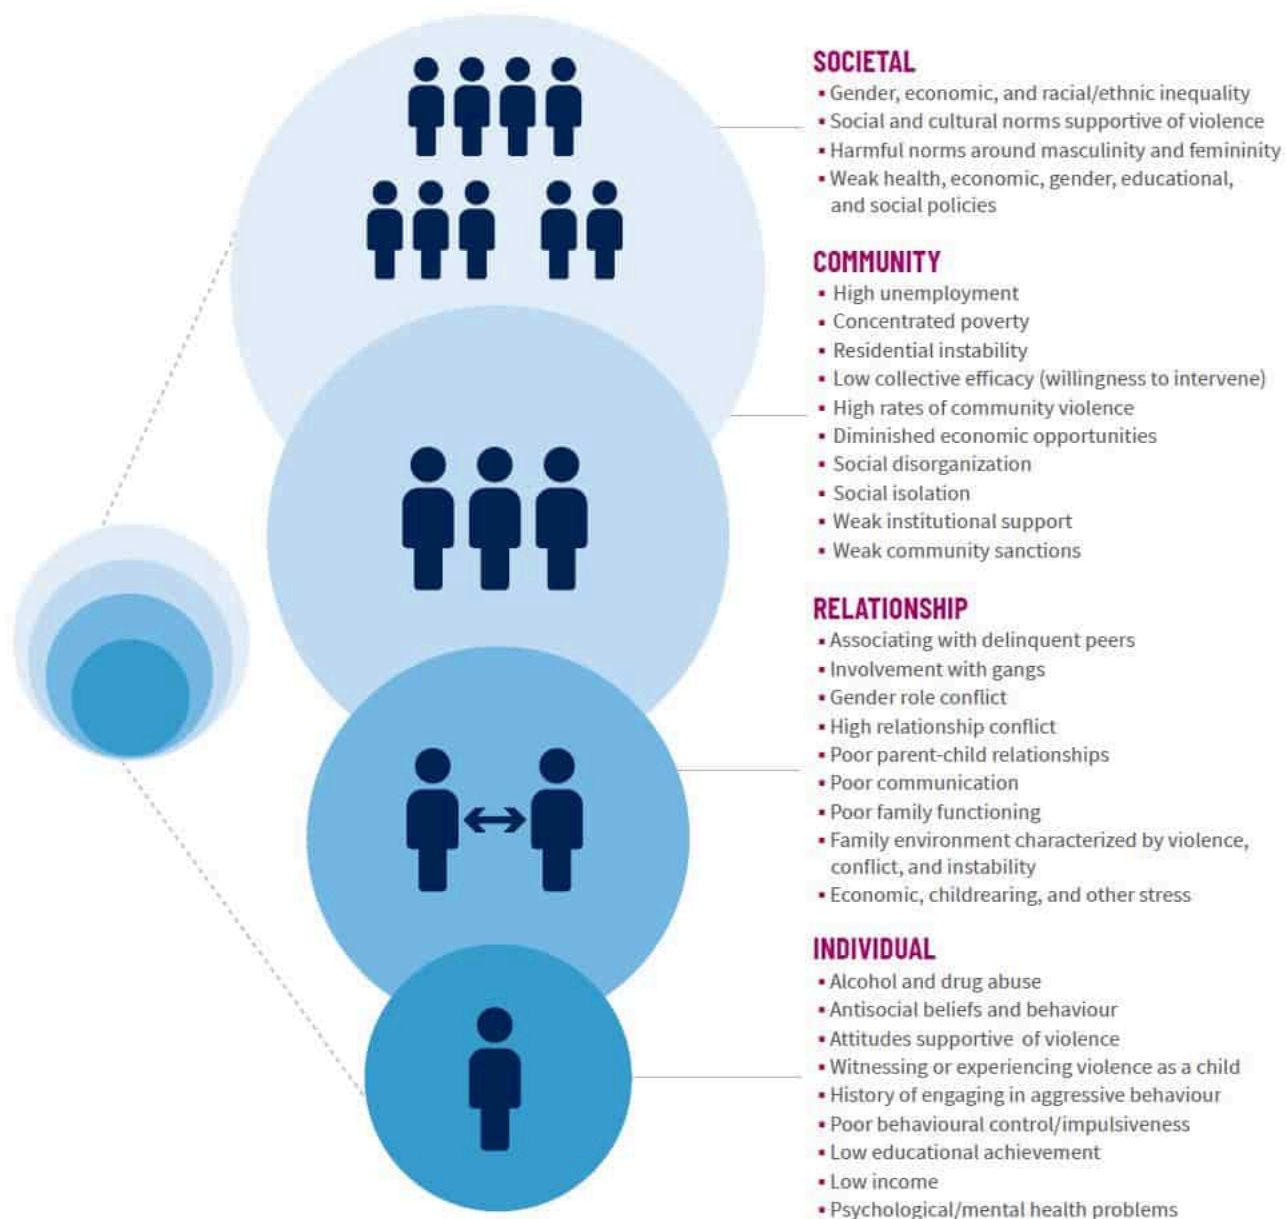 SOCIETAL
▪ Gender, economic, and racial/ethnic inequality
▪ Social and cultural norms supportive of violence
▪ Harmful norms around masculinity and femininity
▪ Weak health, economic, gender, educational,
and social policies
COMMUNITY
▪ High unemployment
▪ Concentrated poverty
▪ Residential instability
▪ Low collective efficacy (willingness to intervene)
▪ High rates of community violence
▪ Diminished economic opportunities
▪ Social disorganization
▪ Social isolation
▪ Weak institutional support
▪ Weak community sanctions
RELATIONSHIP
▪ Associating with delinquent peers
▪ Involvement with gangs
▪ Gender role conflict
▪ High relationship conflict
▪ Poor parent-child relationships
▪ Poor communication
▪ Poor family functioning
▪ Family environment characterized by violence,
conflict, and instability
▪ Economic, childrearing, and other stress
INDIVIDUAL
▪ Alcohol and drug abuse
▪ Antisocial beliefs and behaviour
▪ Attitudes supportive of violence
▪ Witnessing or experiencing violence as a child
▪ History of engaging in aggressive behaviour
▪ Poor behavioural control/impulsiveness
▪ Low educational achievement
▪ Low income
▪ Psychological/mental health problems